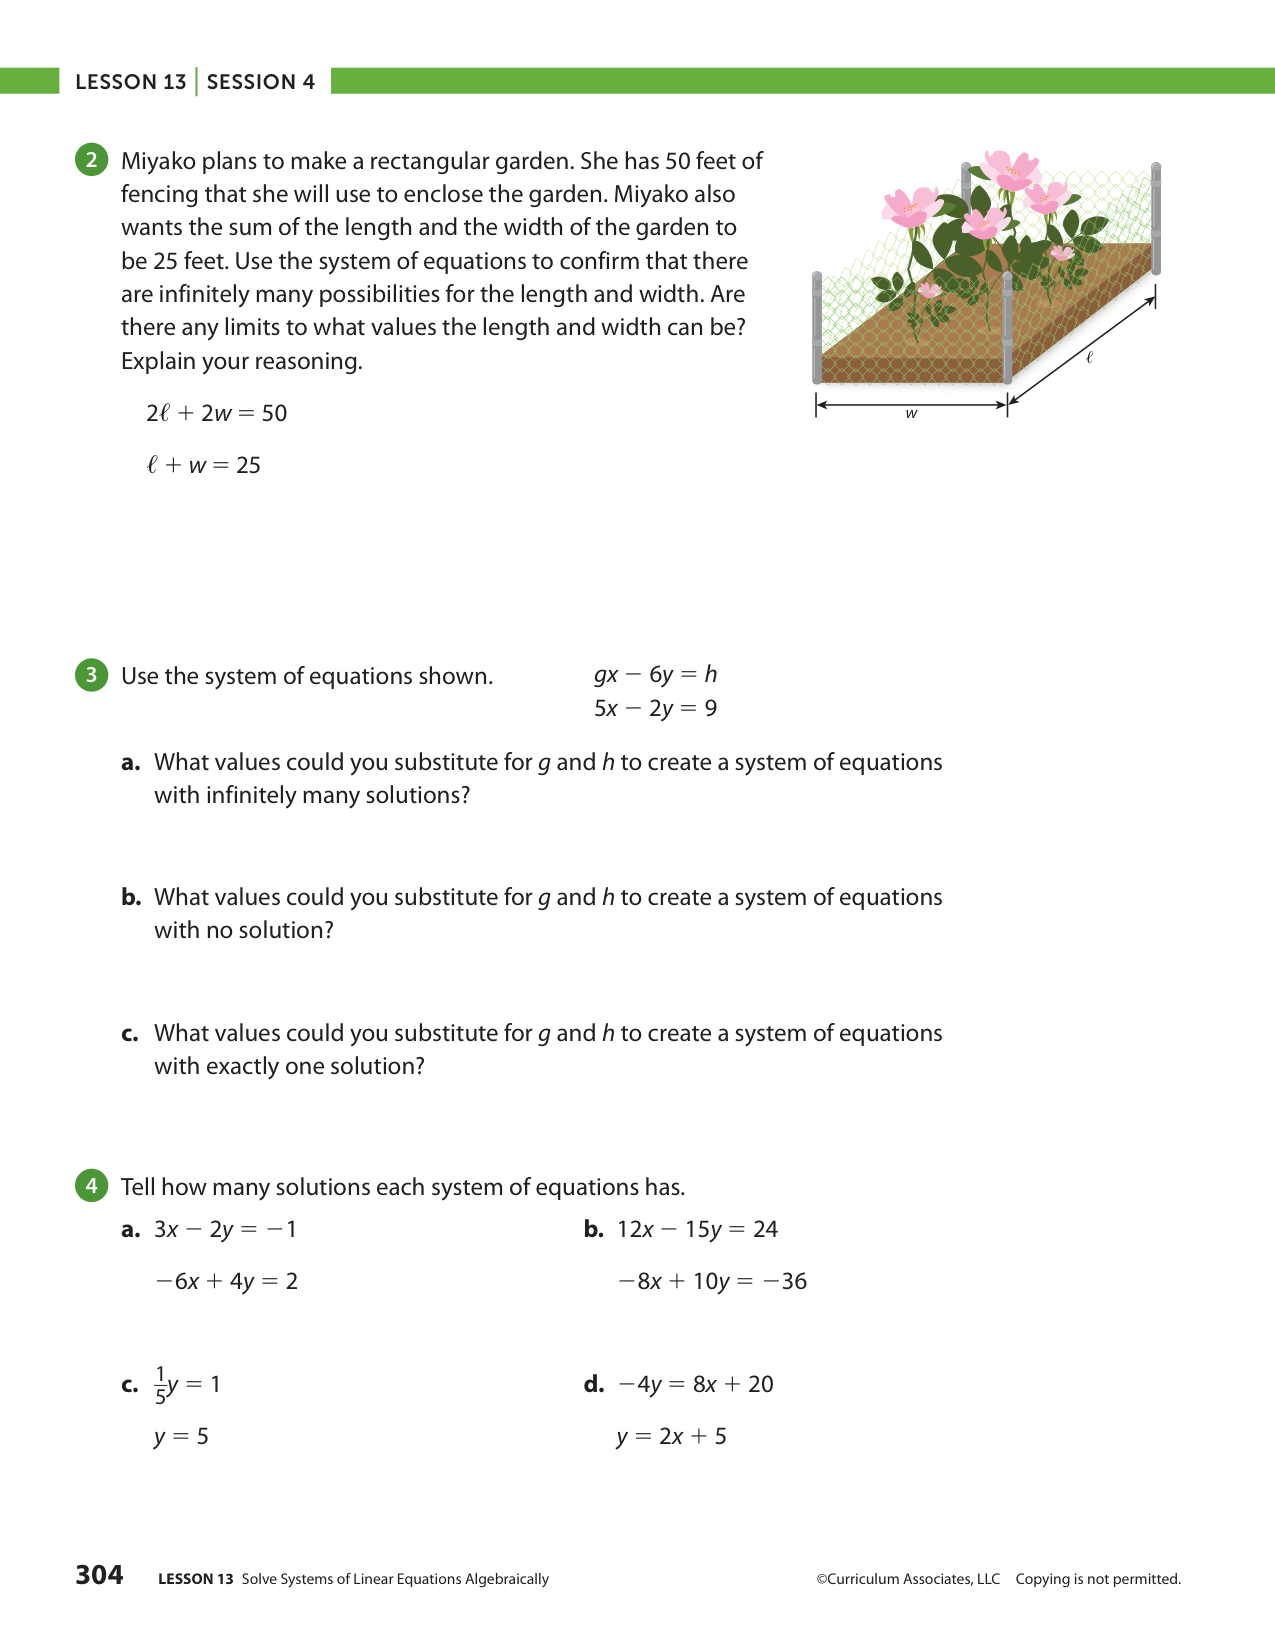 LESSON 13 | SESSION 4
2 Miyako plans to make a rectangular garden. She has 50 feet of
fencing that she will use to enclose the garden. Miyako also
wants the sum of the length and the width of the garden to
be 25 feet. Use the system of equations to confirm that there
are infinitely many possibilities for the length and width. Are
there any limits to what values the length and width can be?
Explain your reasoning.
2ℓ + 2w = 50
ℓ + w = 25
ℓ
w
3 Use the system of equations shown.
gx − 6y = h
5x − 2y = 9
a. What values could you substitute for g and h to create a system of equations
with infinitely many solutions?
b. What values could you substitute for g and h to create a system of equations
with no solution?
c. What values could you substitute for g and h to create a system of equations
with exactly one solution?
4 Tell how many solutions each system of equations has.
a. 3x − 2y = −1
−6x + 4y = 2
b. 12x − 15y = 24
−8x + 10y = −36
c. 1/5y = 1
y = 5
d. −4y = 8x + 20
y = 2x + 5
304 LESSON 13 Solve Systems of Linear Equations Algebraically
©Curriculum Associates, LLC Copying is not permitted.